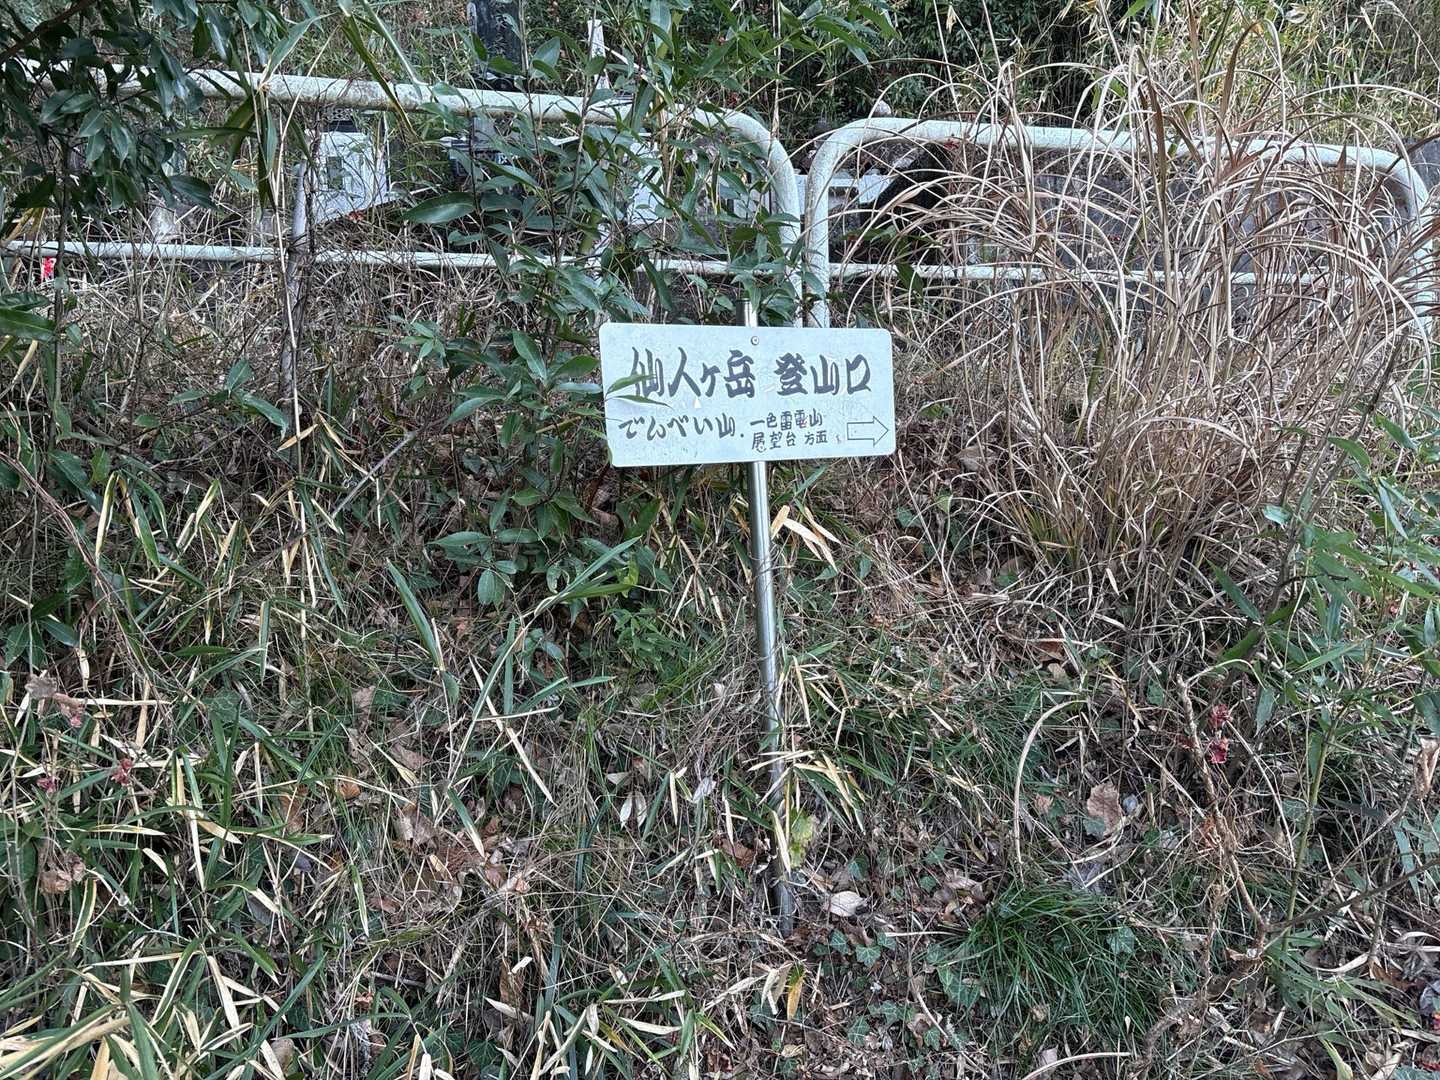 仙人ヶ岳 登山口
でんべい山・一色雷電山
展望台 方面